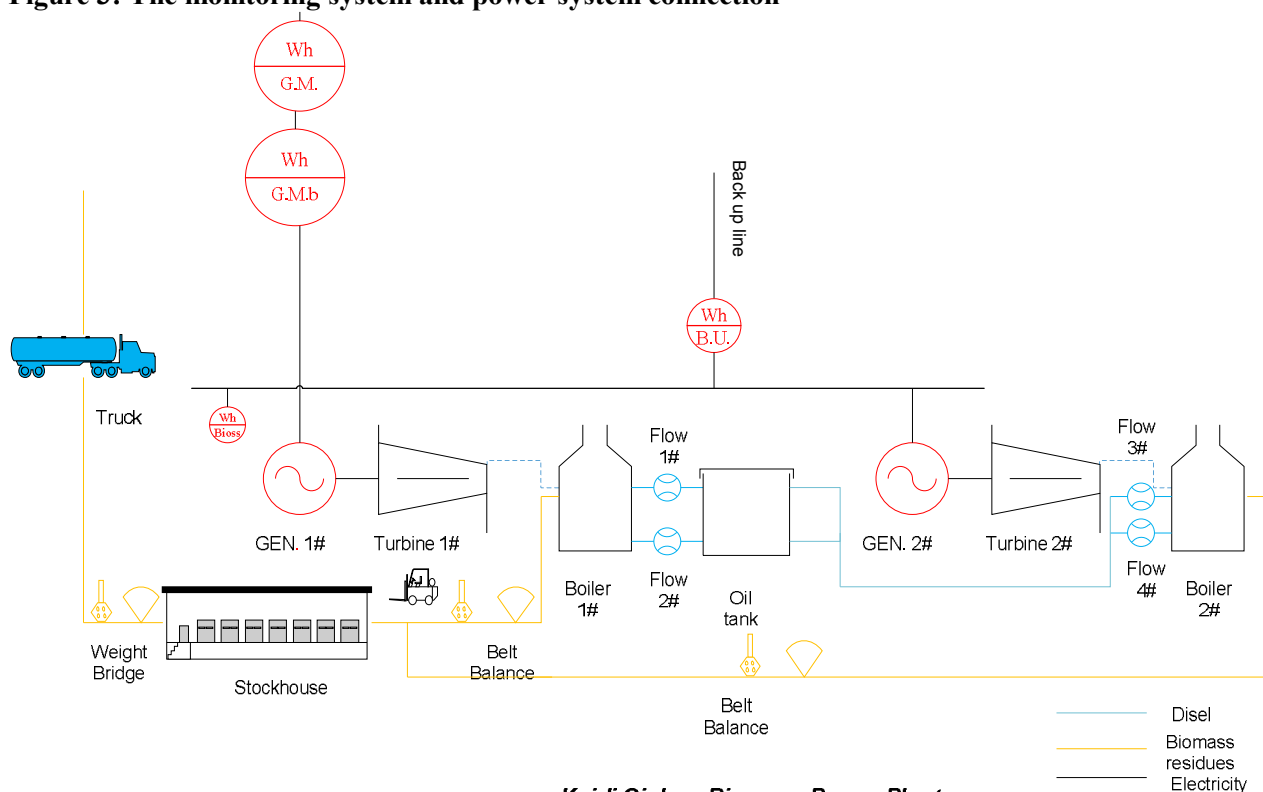 Figure 3: The monitoring system and power system connection
Wh
G.M.
Wh
G.M.b
Back up line
Wh
B.U.
Truck
Wh
Bioss
Flow
1#
Flow
3#
GEN. 1#
Turbine 1#
GEN. 2#
Turbine 2#
Boiler
1#
Flow
2#
Oil
tank
Flow
4#
Boiler
2#
Weight
Bridge
Stockhouse
Belt
Balance
Belt
Balance
Disel
Biomass
residues
Electricity